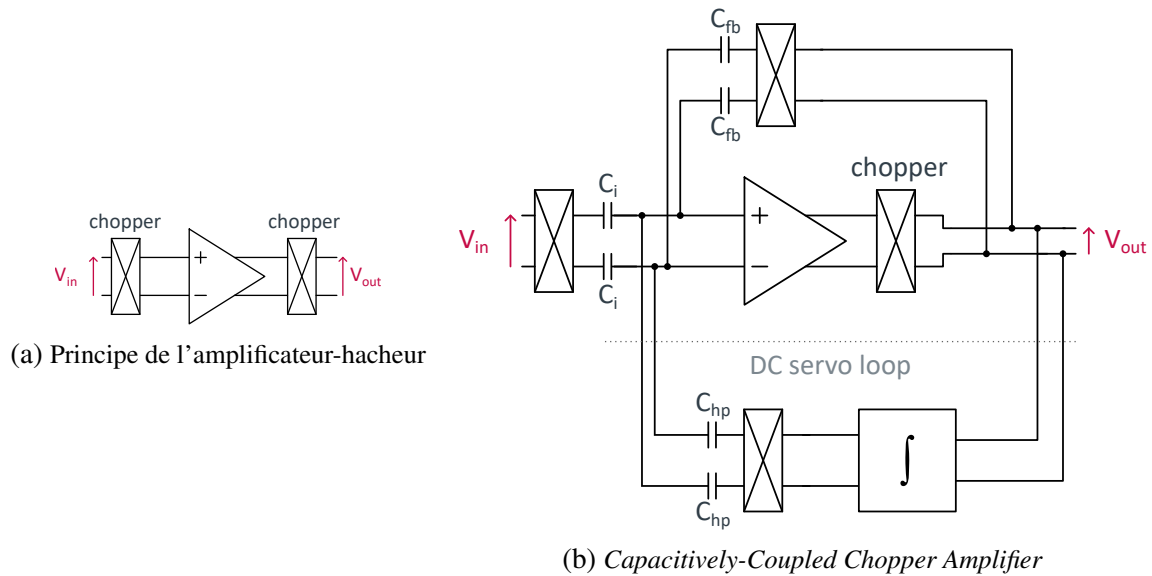 chopper
chopper
V_in
+
−
V_out
(a) Principe de l'amplificateur-hacheur
C_fb
C_fb
C_i
chopper
V_in
+
−
V_out
C_i
DC servo loop
C_hp
∫
C_hp
(b) Capacitively-Coupled Chopper Amplifier